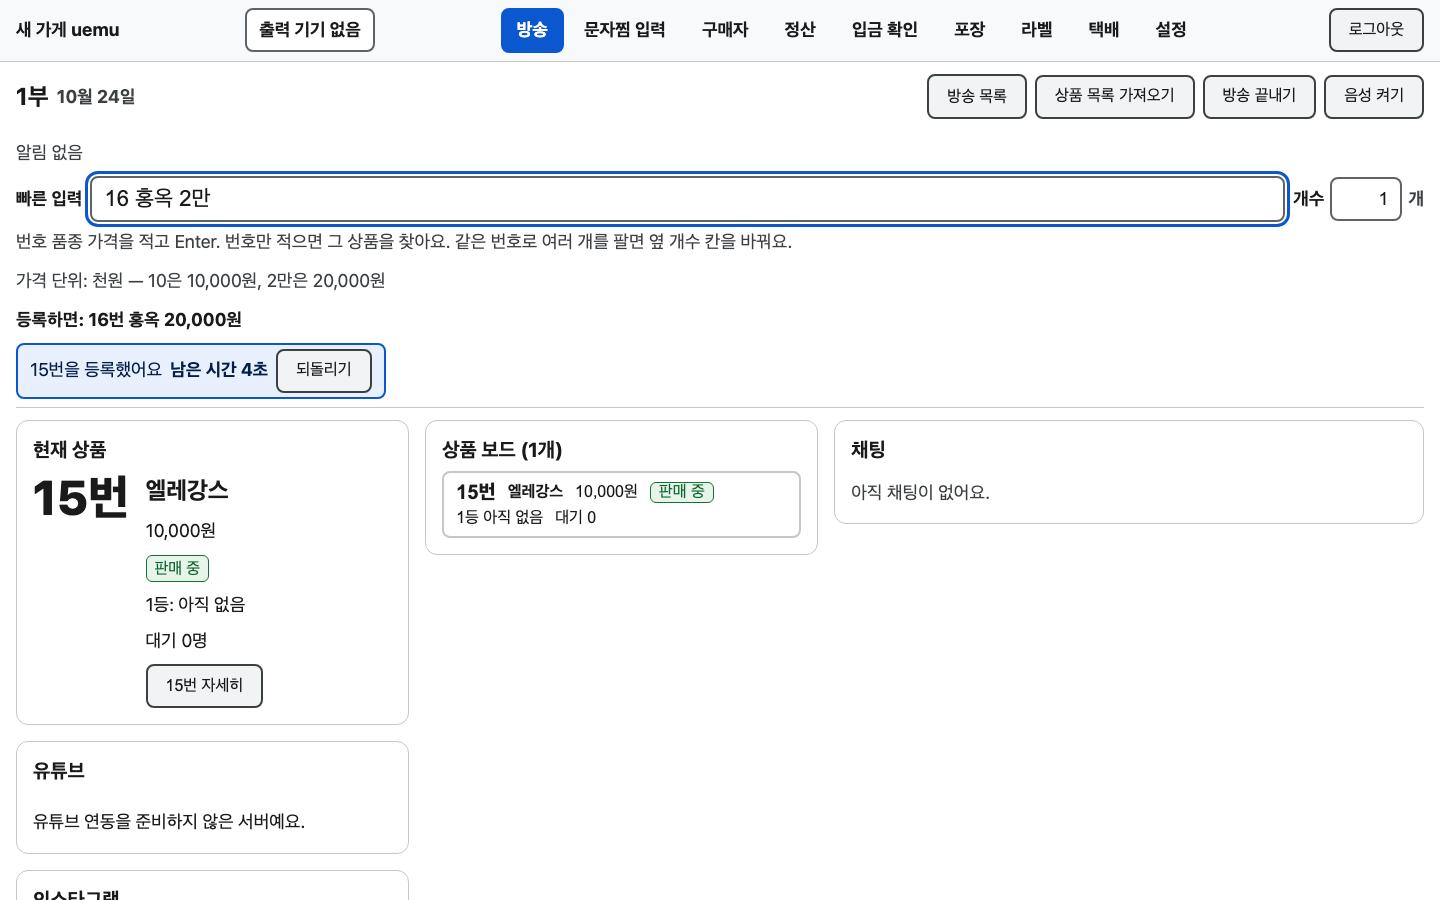 새 가게 uemu
출력 기기 없음
방송
문자찜 입력
구매자
정산
입금 확인
포장
라벨
택배
설정
로그아웃
1부 10월 24일
방송 목록
상품 목록 가져오기
방송 끝내기
음성 켜기
알림 없음
빠른 입력
16 홍옥 2만
개수
1
개
번호 품종 가격을 적고 Enter. 번호만 적으면 그 상품을 찾아요. 같은 번호로 여러 개를 팔면 옆 개수 칸을 바꿔요.
가격 단위: 천원 — 10은 10,000원, 2만은 20,000원
등록하면: 16번 홍옥 20,000원
15번을 등록했어요 남은 시간 4초 되돌리기
현재 상품
15번
엘레강스
10,000원
판매 중
1등: 아직 없음
대기 0명
15번 자세히
상품 보드 (1개)
15번 엘레강스 10,000원 판매 중
1등 아직 없음 대기 0
채팅
아직 채팅이 없어요.
유튜브
유튜브 연동을 준비하지 않은 서버예요.
인스타그램